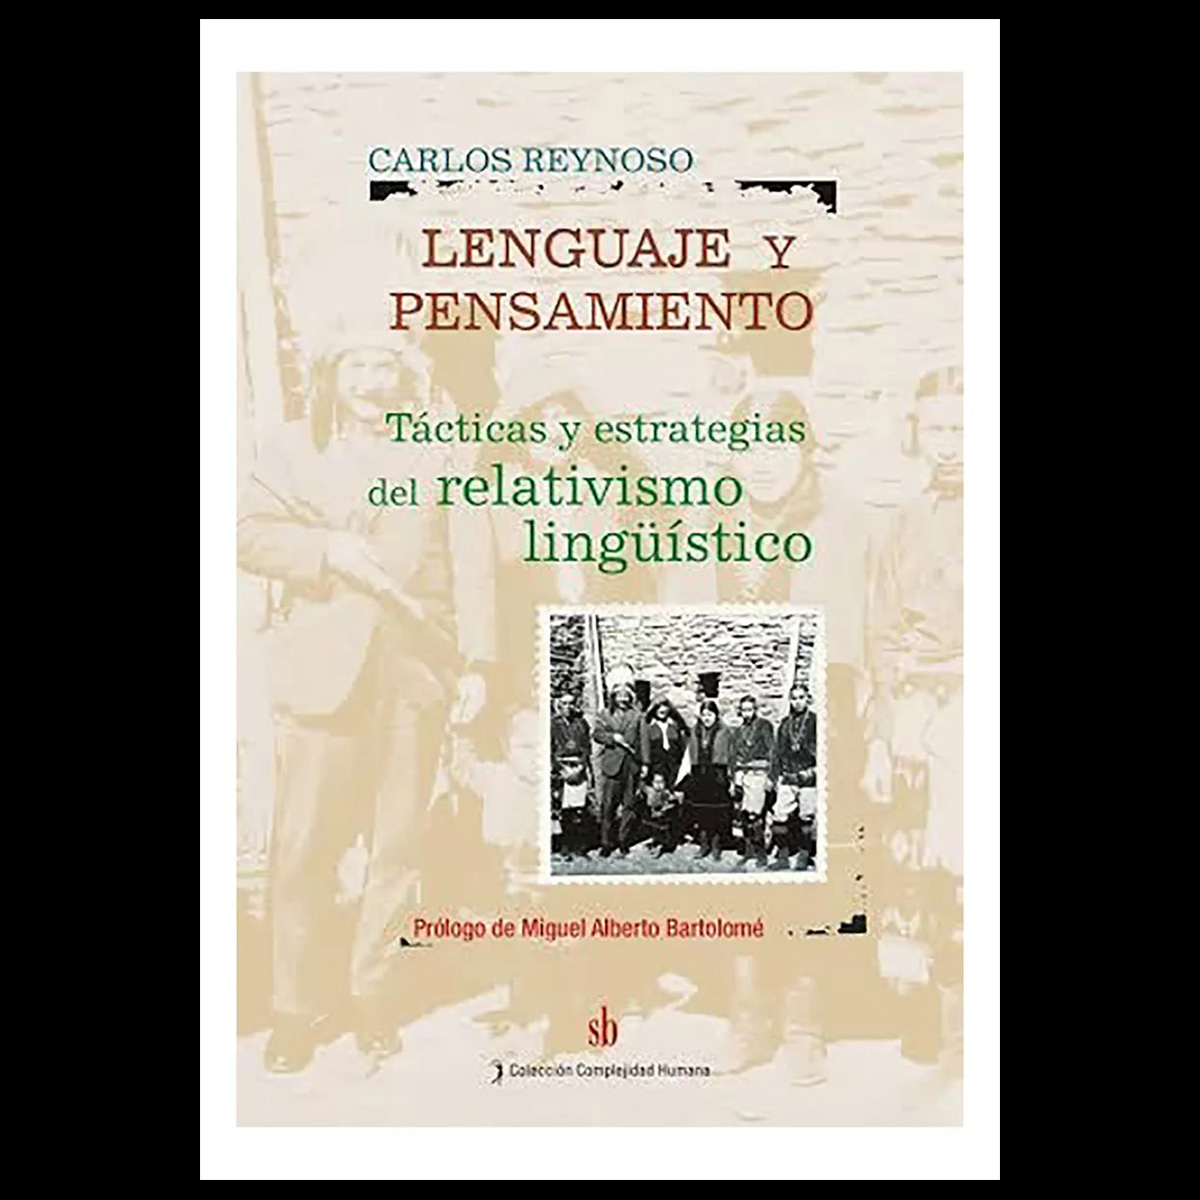 CARLOS REYNOSO
LENGUAJE Y
PENSAMIENTO
Tácticas y estrategias
del relativismo
lingüístico
Prólogo de Miguel Alberto Bartolomé
sb
Colección Complejidad Humana